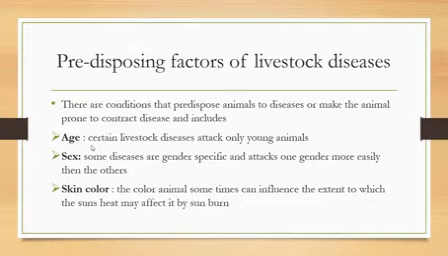 Pre-disposing factors of livestock diseases
• There are conditions that predispose animals to diseases or make the animal
prone to contract disease and includes
➤Age : certain livestock diseases attack only young animals
➤Sex: some diseases are gender specific and attacks one gender more easily
then the others
➤Skin color : the color animal some times can influence the extent to which
the suns heat may affect it by sun burn